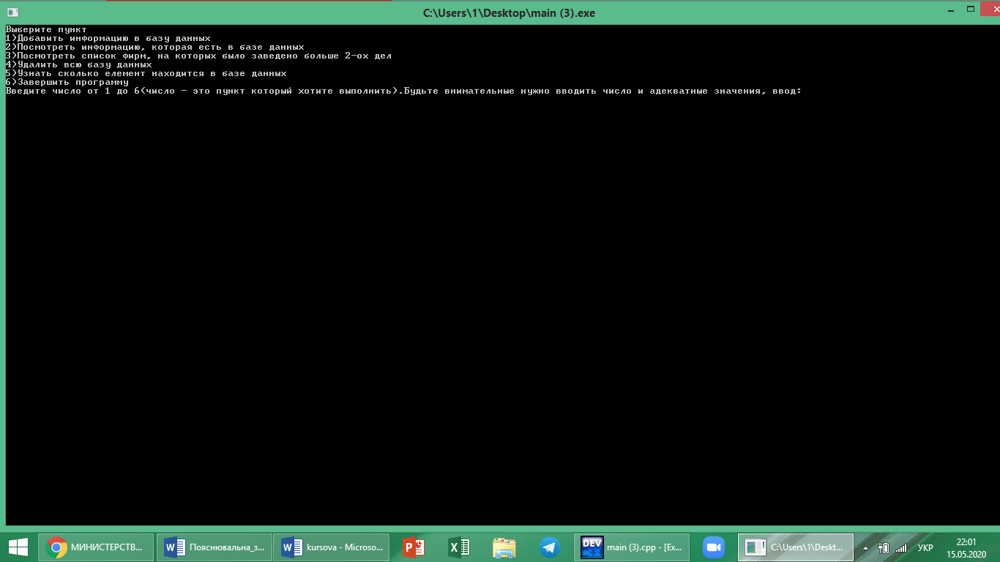 C:\Users\1\Desktop\main (3).exe
Выберите пункт
1)Добавить информацию в базу данных
2)Посмотреть информацию, которая есть в базе данных
3)Посмотреть список фирм, на которых было заведено больше 2-ох дел
4)Удалить всю базу данных
5)Узнать сколько елемент находится в базе данных
6)Завершить программу
Введите число от 1 до 6(число - это пункт который хотите выполнить).Будьте внимательные нужно вводить число и адекватные значения, ввод:
МИНИСТЕРСТВ...
Пояснювальна_з...
kursova - Microso...
DEV
main (3).cpp - [Ex...
C:\Users\1\Deskt...
УКР
22:01
15.05.2020